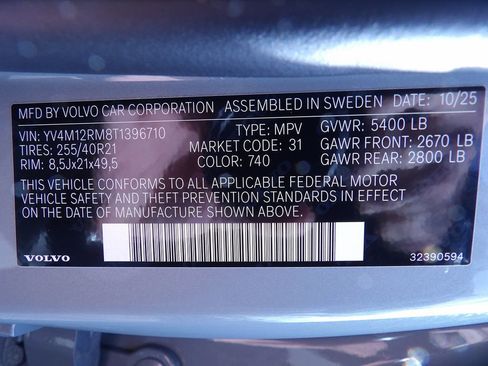 MFD BY VOLVO CAR CORPORATION ASSEMBLED IN SWEDEN DATE: 10/25
VIN: YV4M12RM8T1396710 TYPE: MPV GVWR: 5400 LB
TIRES: 255/40R21 MARKET CODE: 31 GAWR FRONT: 2670 LB
RIM: 8,5Jx21x49,5 COLOR: 740 GAWR REAR: 2800 LB
THIS VEHICLE CONFORMS TO ALL APPLICABLE FEDERAL MOTOR
VEHICLE SAFETY AND THEFT PREVENTION STANDARDS IN EFFECT
ON THE DATE OF MANUFACTURE SHOWN ABOVE.
VOLVO 32390594